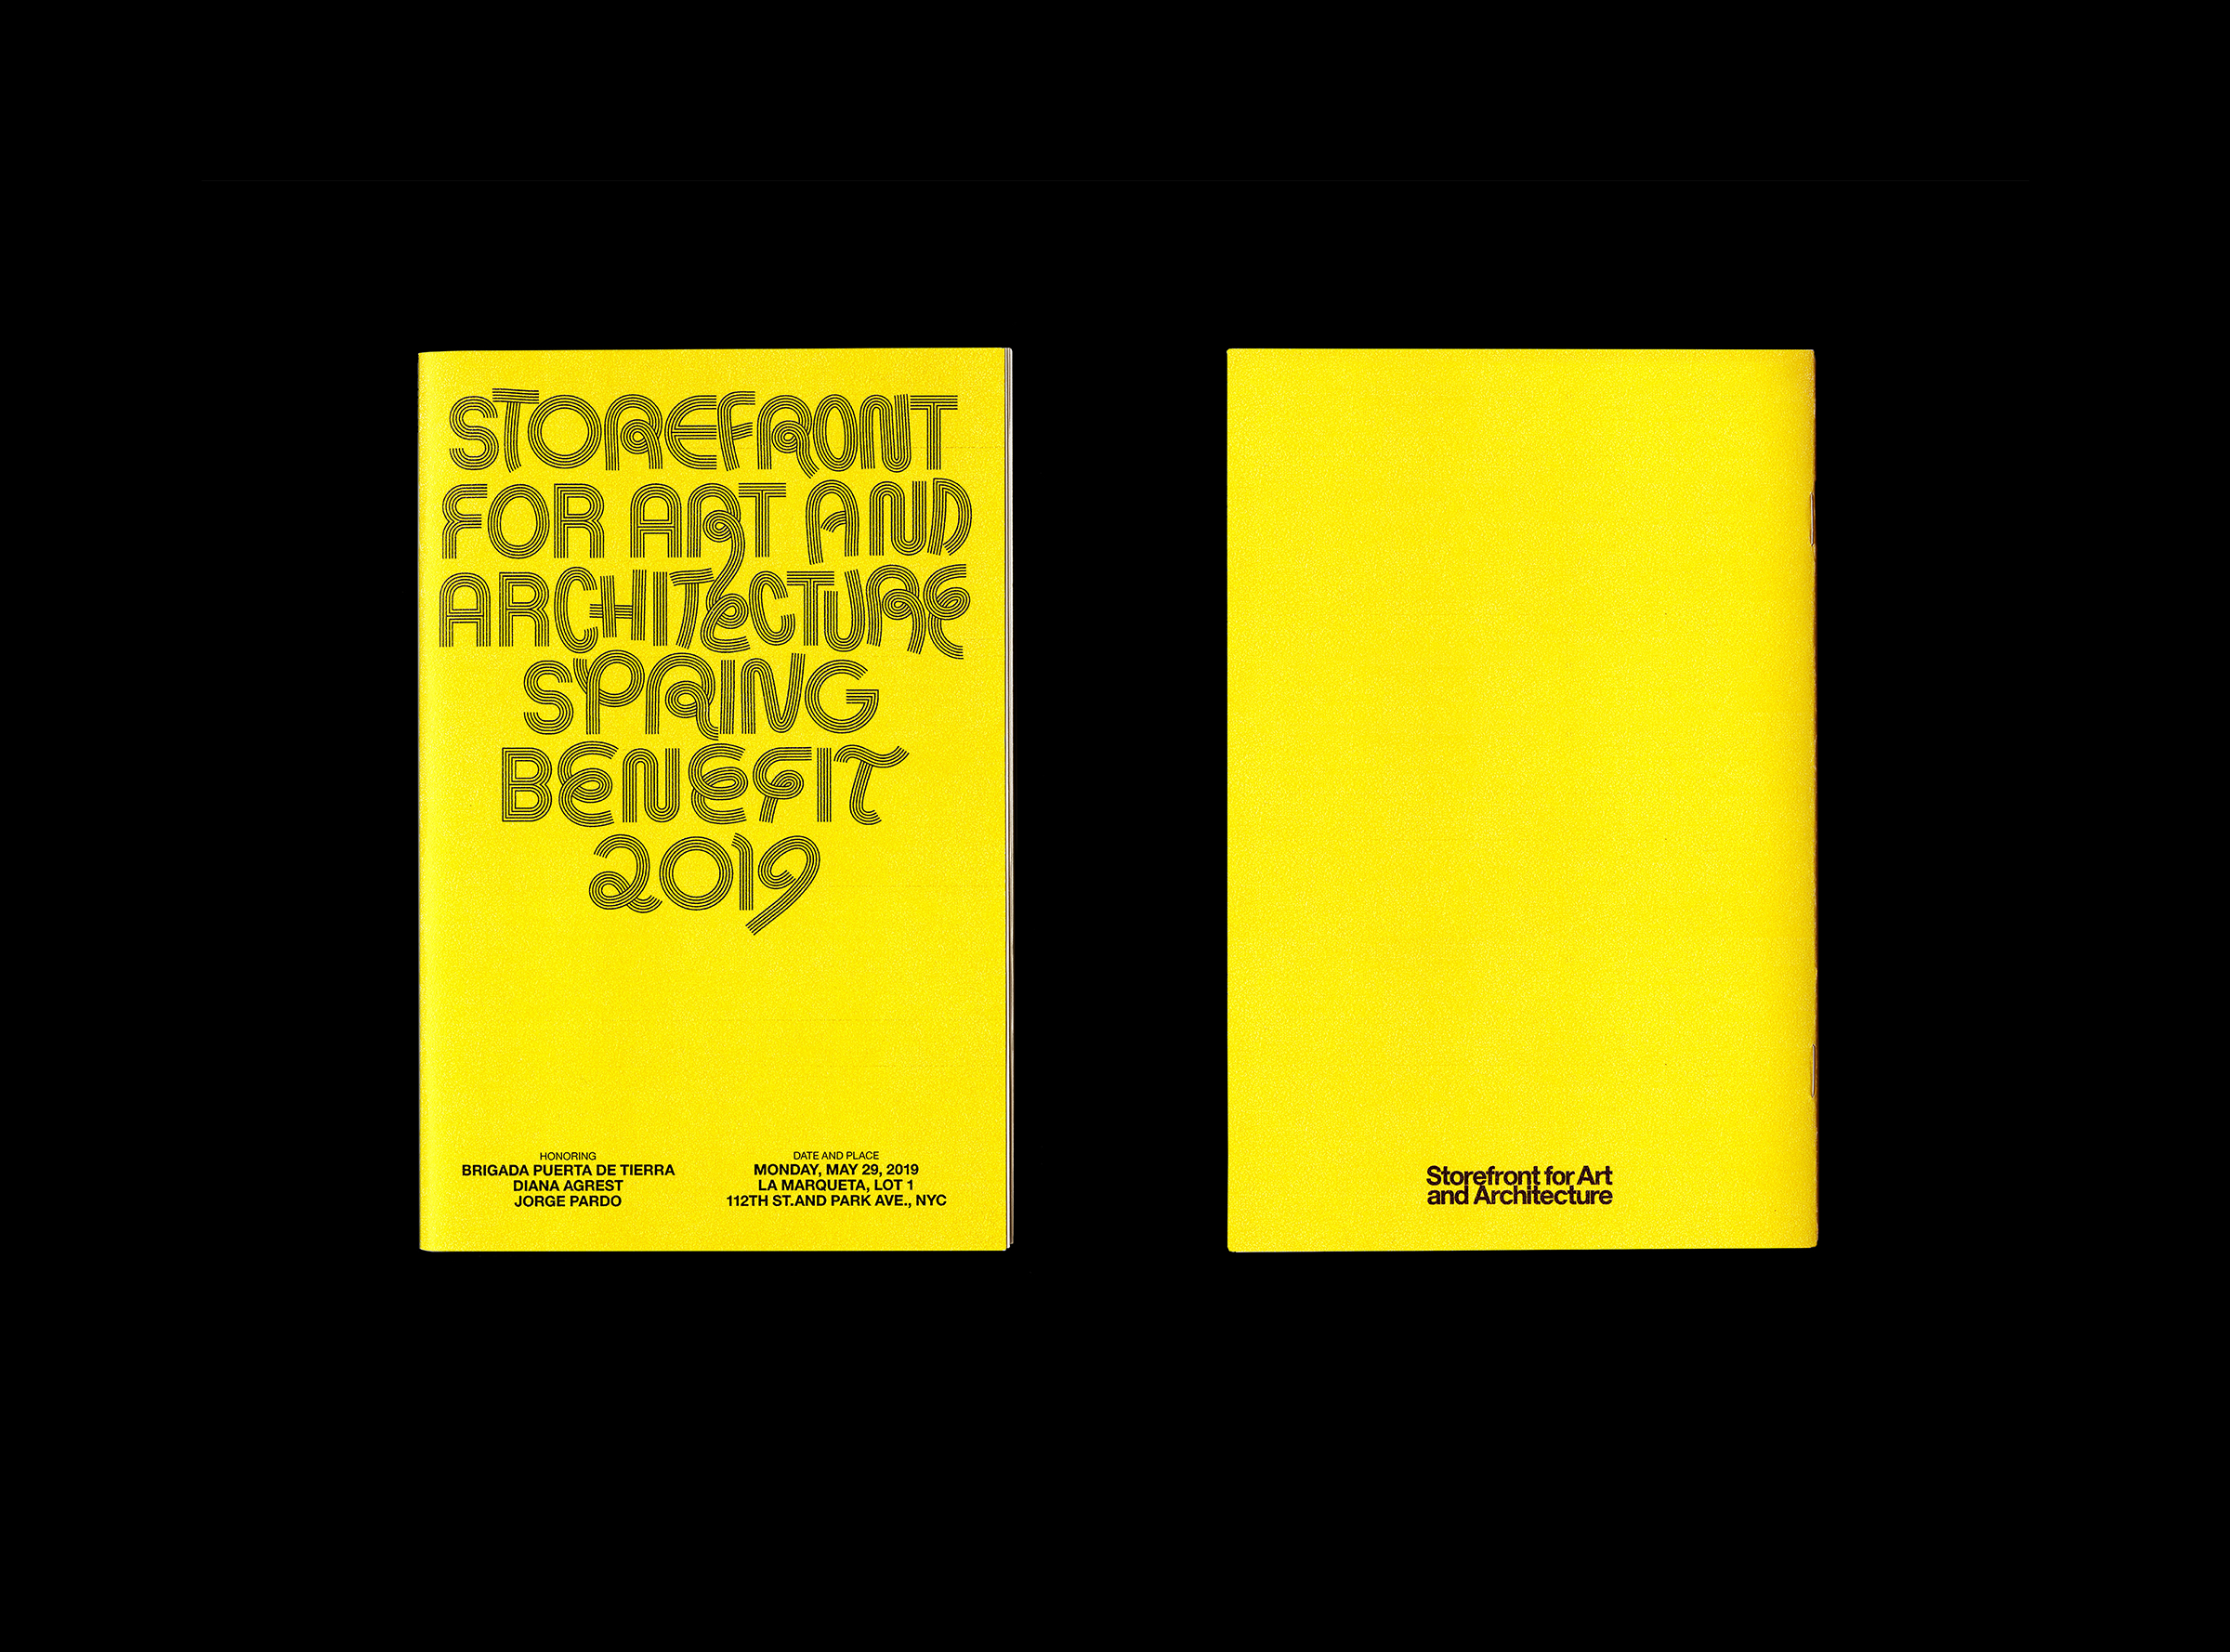 STOREFRONT
FOR ART AND
ARCHITECTURE
SPRING
BENEFIT
2019
HONORING
BRIGADA PUERTA DE TIERRA
DIANA AGREST
JORGE PARDO
DATE AND PLACE
MONDAY, MAY 29, 2019
LA MARQUETA, LOT 1
112TH ST.AND PARK AVE., NYC
Storefront for Art
and Architecture